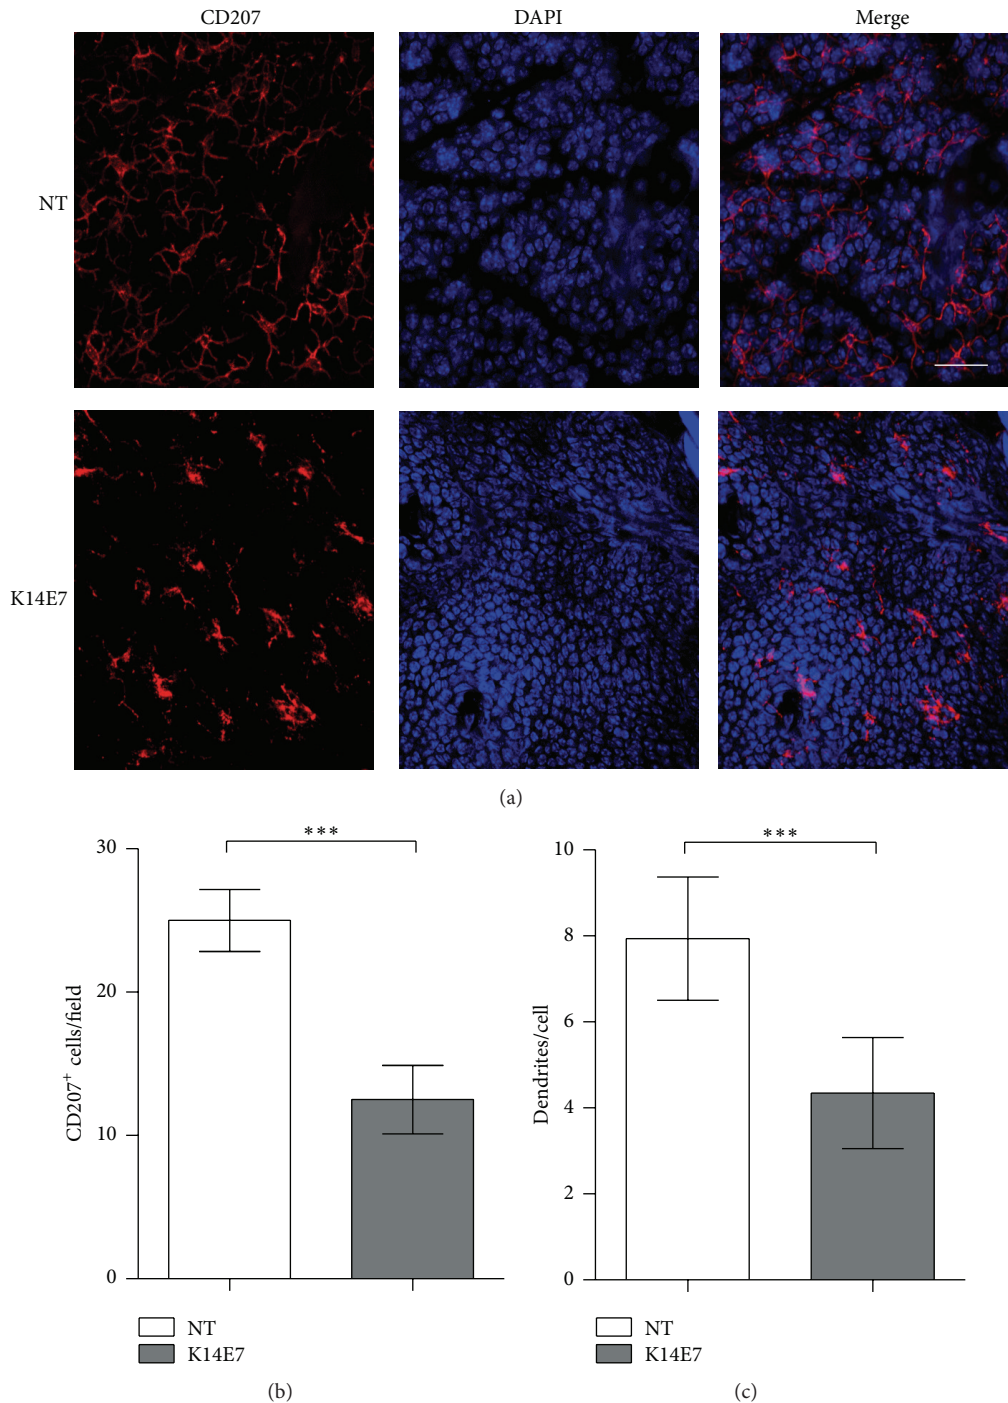 CD207 DAPI Merge
NT
K14E7
(a)
***
30
20
10
0
CD207+ cells/field
NT
K14E7
(b)
***
10
8
6
4
2
0
Dendrites/cell
NT
K14E7
(c)